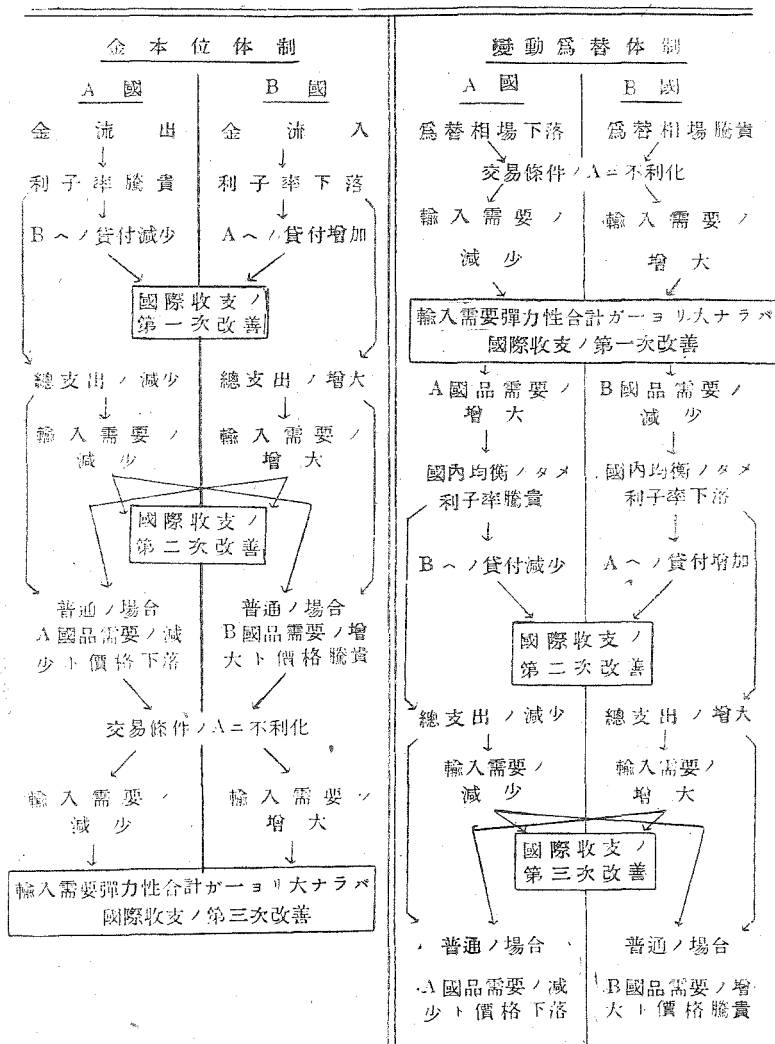 金本位体制
A 國
B 國
金流出
金流入
利子率騰貴
利子率下落
Bヘノ貸付減少
Aヘノ貸付増加
國際收支ノ
第一次改善
總支出ノ減少
總支出ノ増大
輸入需要ノ
減少
輸入需要ノ
増大
國際收支ノ
第二次改善
普通ノ場合
A國品需要ノ減
少ト價格下落
普通ノ場合
B國品需要ノ増
大ト價格騰貴
交易條件ノAニ不利化
輸入需要ノ
減少
輸入需要ノ
増大
輸入需要彈力性合計ガ一ヨリ大ナラバ
國際收支ノ第三次改善
變動爲替体制
A 國
B 國
爲替相場下落
爲替相場騰貴
交易條件ノAニ不利化
輸入需要ノ
減少
輸入需要ノ
増大
輸入需要彈力性合計ガ一ヨリ大ナラバ
國際收支ノ第一次改善
A國品需要ノ
増大
B國品需要ノ
減少
國內均衡ノタメ
利子率騰貴
國內均衡ノタメ
利子率下落
Bヘノ貸付減少
Aヘノ貸付増加
國際收支ノ
第二次改善
總支出ノ減少
總支出ノ増大
輸入需要ノ
減少
輸入需要ノ
増大
國際收支ノ
第三次改善
普通ノ場合
A國品需要ノ減
少ト價格下落
普通ノ場合
B國品需要ノ増
大ト價格騰貴